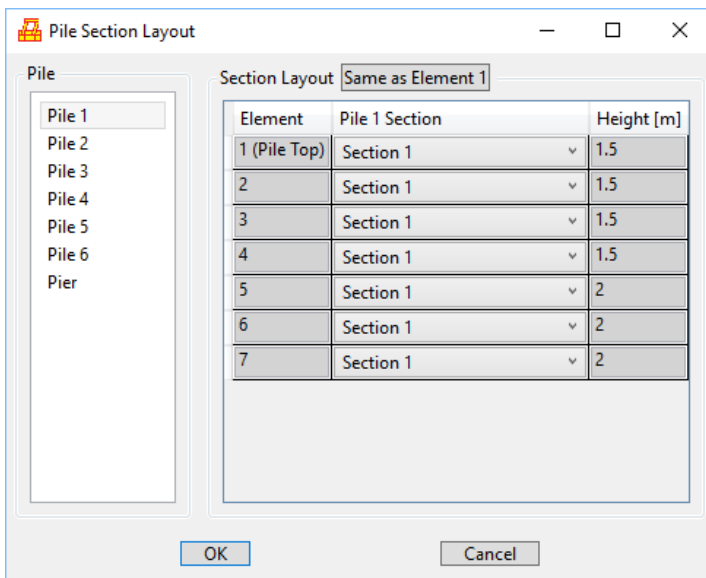 Pile Section Layout
Pile
Pile 1
Pile 2
Pile 3
Pile 4
Pile 5
Pile 6
Pier
Section Layout Same as Element 1
Element Pile 1 Section Height [m]
1 (Pile Top) Section 1 1.5
2 Section 1 1.5
3 Section 1 1.5
4 Section 1 1.5
5 Section 1 2
6 Section 1 2
7 Section 1 2
OK Cancel